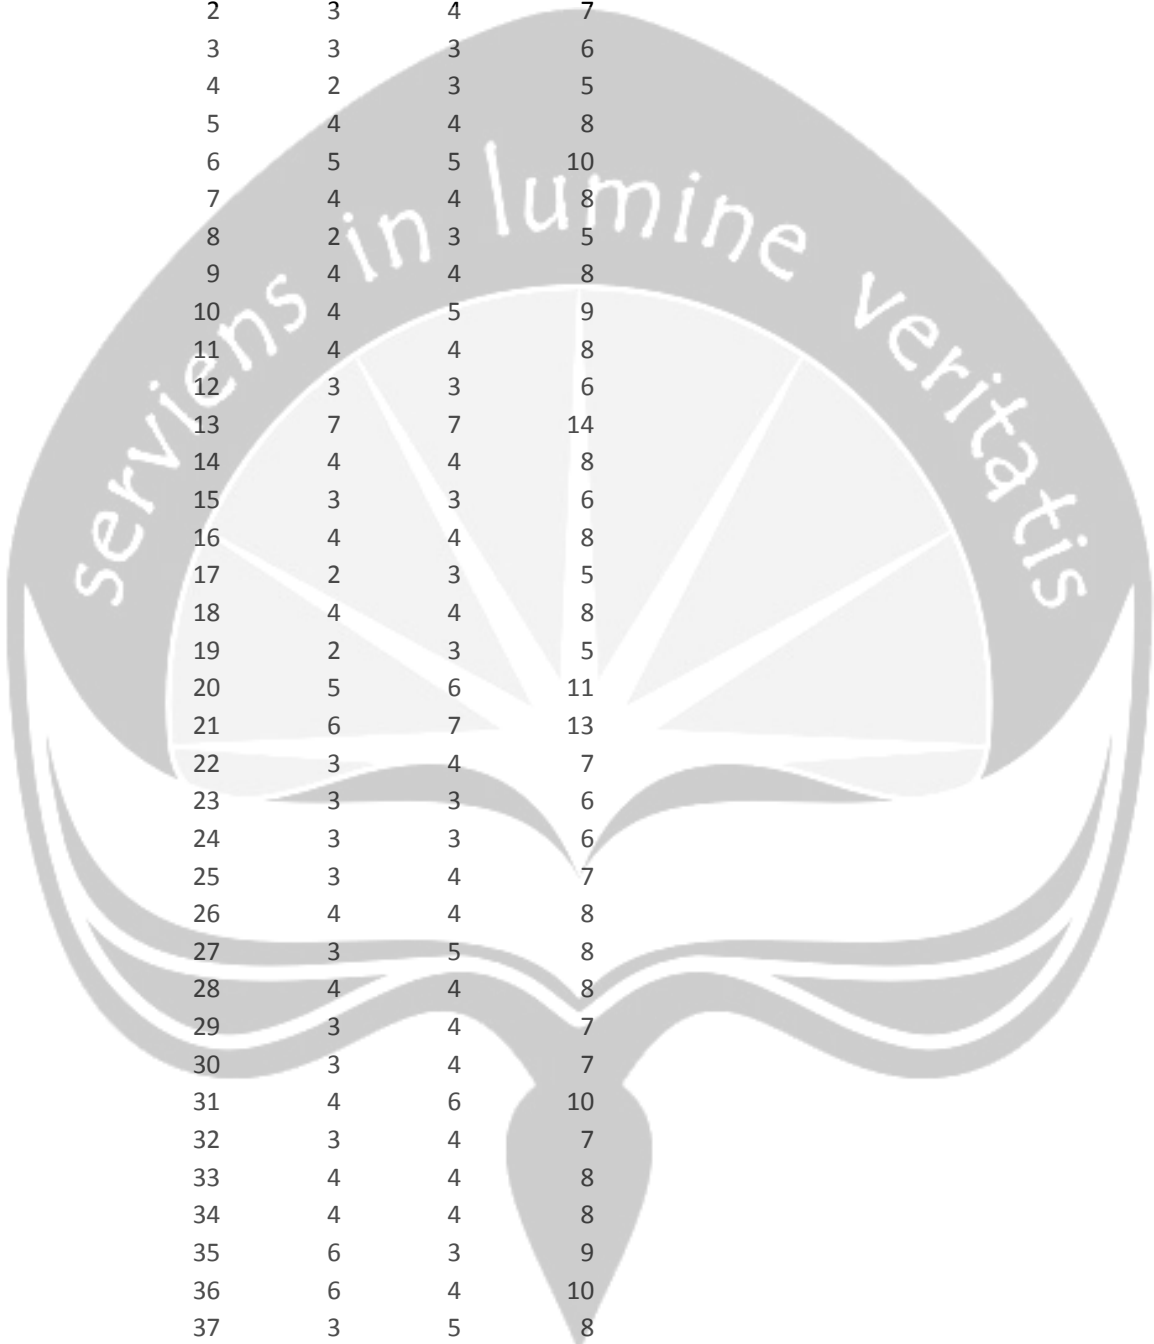 2 3 4 7
3 3 3 6
4 2 3 5
5 4 4 8
6 5 5 10
7 4 4 8
8 2 3 5
9 4 4 8
10 4 5 9
11 4 4 8
12 3 3 6
13 7 7 14
14 4 4 8
15 3 3 6
16 4 4 8
17 2 3 5
18 4 4 8
19 2 3 5
20 5 6 11
21 6 7 13
22 3 4 7
23 3 3 6
24 3 3 6
25 3 4 7
26 4 4 8
27 3 5 8
28 4 4 8
29 3 4 7
30 3 4 7
31 4 6 10
32 3 4 7
33 4 4 8
34 4 4 8
35 6 3 9
36 6 4 10
37 3 5 8
serviens in lumine veritatis